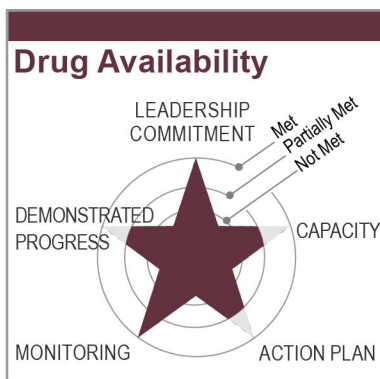 Drug Availability
LEADERSHIP
COMMITMENT
Met
Partially Met
Not Met
DEMONSTRATED
PROGRESS
CAPACITY
MONITORING
ACTION PLAN